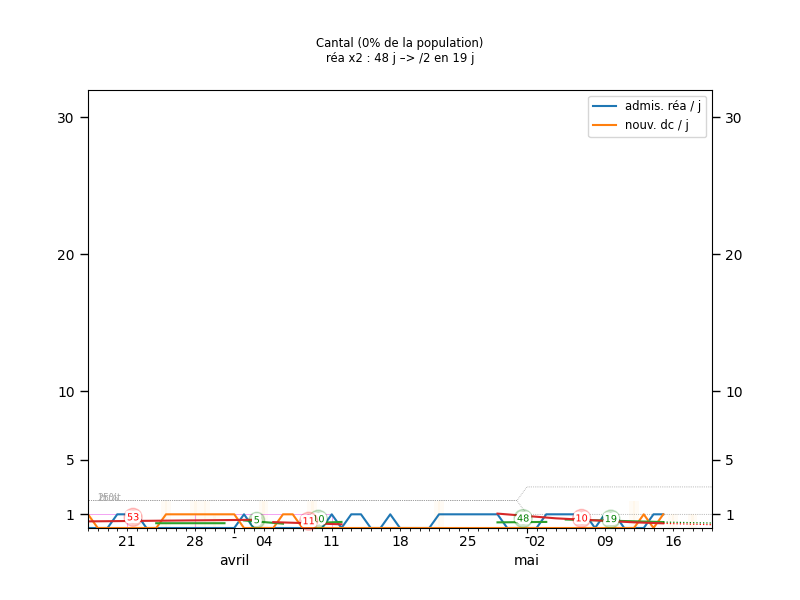 Cantal (0% de la population)
réa x2 : 48 j –> /2 en 19 j
admis. réa / j
nouv. dc / j
30 30
20 20
10 10
5 5
1 1
53 5 11 48 10 19
21 28 04 11 18 25 02 09 16
avril mai